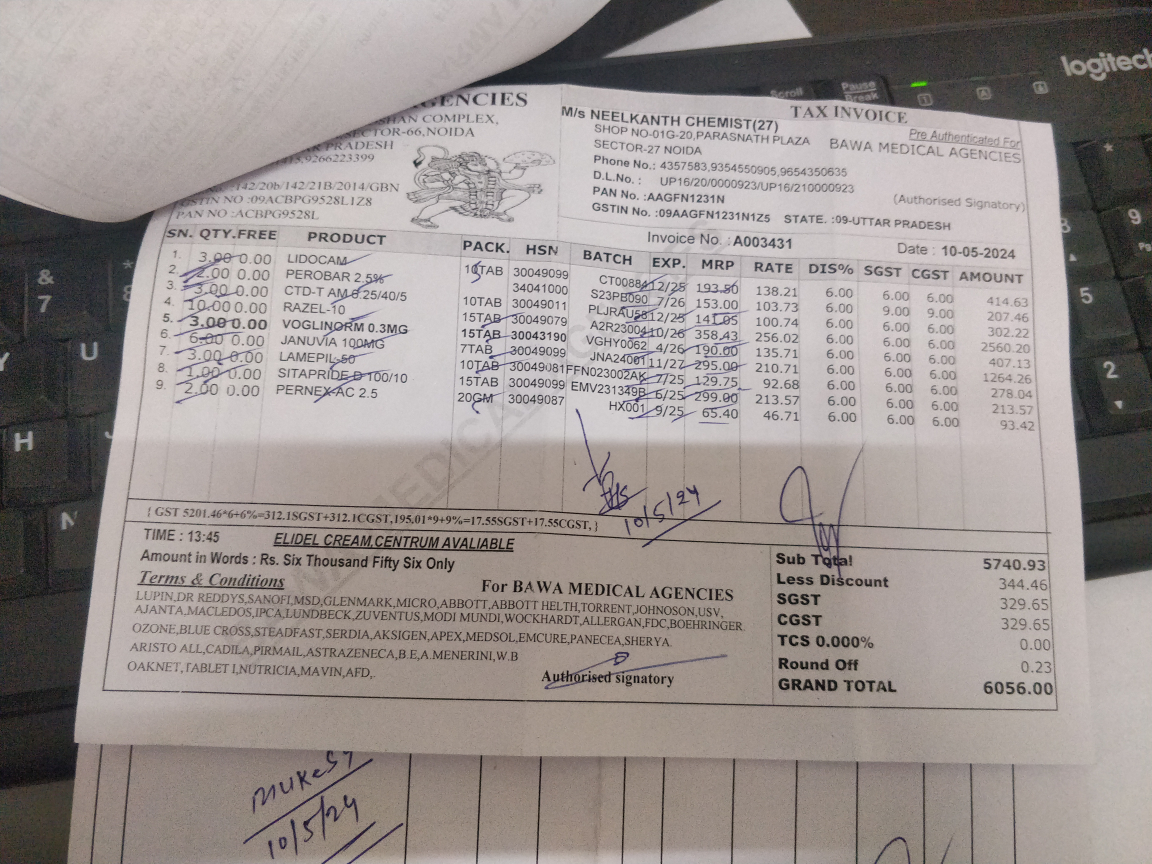 AGENCIES
SHAN COMPLEX,
SECTOR-66,NOIDA
PRADESH
9266223399
142/20b/142/21B/2014/GBN
GSTIN NO :09ACBPG9528L1Z8
PAN NO :ACBPG9528L
M/s NEELKANTH CHEMIST(27)
SHOP NO-01G-20,PARASNATH PLAZA
SECTOR-27 NOIDA
Phone No.: 4357583,9354550905,9654350635
D.L.No.: UP16/20/0000923/UP16/210000923
PAN No.:AAGFN1231N
GSTIN No.:09AAGFN1231N1Z5 STATE. :09-UTTAR PRADESH
TAX INVOICE
Pre Authenticated For
BAWA MEDICAL AGENCIES
(Authorised Signatory)
Invoice No. : A003431
Date : 10-05-2024
SN. QTY.FREE PRODUCT PACK. HSN BATCH EXP. MRP RATE DIS% SGST CGST AMOUNT
1. 3.00 0.00 LIDOCAM 10TAB 30049099 CT00884 12/25 193.50 138.21 6.00 6.00 6.00 414.63
2. 2.00 0.00 PEROBAR 2.5% 34041000 S23PB090 7/26 153.00 103.73 6.00 9.00 9.00 207.46
3. 3.00 0.00 CTD-T AM 6.25/40/5 10TAB 30049011 PLJRAU58 12/25 141.05 100.74 6.00 6.00 6.00 302.22
4. 10.00 0.00 RAZEL-10 15TAB 30049079 A2R23004 10/26 358.43 256.02 6.00 6.00 6.00 2560.20
5. 3.00 0.00 VOGLINORM 0.3MG 15TAB 30043190 VGHY0062 4/26 190.00 135.71 6.00 6.00 6.00 407.13
6. 6.00 0.00 JANUVIA 100MG 7TAB 30049099 JNA24001 11/27 295.00 210.71 6.00 6.00 6.00 1264.26
7. 3.00 0.00 LAMEPIL-50 10TAB 30049081 FFN023002AK 7/25 129.75 92.68 6.00 6.00 6.00 278.04
8. 1.00 0.00 SITAPRIDE-D 100/10 15TAB 30049099 EMV231349B 6/25 299.00 213.57 6.00 6.00 6.00 213.57
9. 2.00 0.00 PERNEX-AC 2.5 20GM 30049087 HX001 9/25 65.40 46.71 6.00 6.00 6.00 93.42
10/5/24
{ GST 5201.46*6+6%=312.1SGST+312.1CGST,195.01*9+9%=17.55SGST+17.55CGST, }
TIME : 13:45 ELIDEL CREAM,CENTRUM AVALIABLE
Amount in Words : Rs. Six Thousand Fifty Six Only
Terms & Conditions
For BAWA MEDICAL AGENCIES
LUPIN,DR REDDYS,SANOFI,MSD,GLENMARK,MICRO,ABBOTT,ABBOTT HELTH,TORRENT,JOHNSON,USV,
AJANTA,MACLEDOS,IPCA,LUNDBECK,ZUVENTUS,MODI MUNDI,WOCKHARDT,ALLERGAN,FDC,BOEHRINGER
OZONE,BLUE CROSS,STEADFAST,SERDIA,AKSIGEN,APEX,MEDSOL,EMCURE,PANECEA,SHERYA
ARISTO ALL,CADILA,PIRMAIL,ASTRAZENECA,B.E,A.MENERINI,W.B
OAKNET,TABLET I,NUTRICIA,MAVIN,AFD,.
Authorised signatory
Sub Total 5740.93
Less Discount 344.46
SGST 329.65
CGST 329.65
TCS 0.000% 0.00
Round Off 0.23
GRAND TOTAL 6056.00
Mukesh
10/5/24
logitech
Scroll
Pause
Break
&
7
8
U
Y
H
N
9
5
2